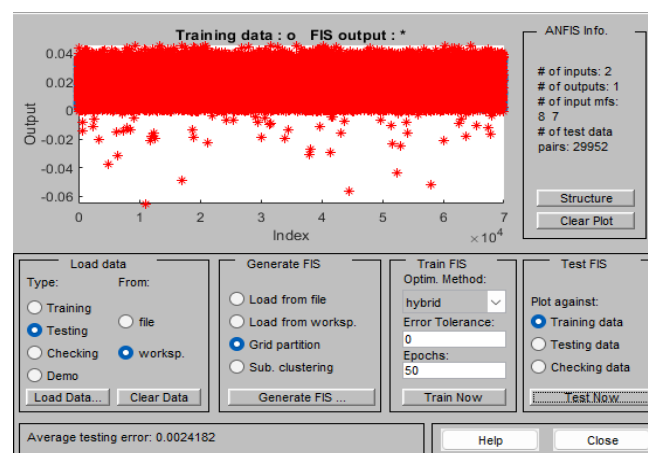 Training data : o   FIS output : *
0.04
0.02
0
-0.02
-0.04
-0.06
Output
0 1 2 3 4 5 6 7
Index
×10^4
ANFIS Info.
# of inputs: 2
# of outputs: 1
# of input mfs:
8 7
# of test data
pairs: 29952
Structure
Clear Plot
Load data
Type: From:
Training
Testing
Checking
Demo
file
worksp.
Load Data... Clear Data
Generate FIS
Load from file
Load from worksp.
Grid partition
Sub. clustering
Generate FIS ...
Train FIS
Optim. Method:
hybrid
Error Tolerance:
0
Epochs:
50
Train Now
Test FIS
Plot against:
Training data
Testing data
Checking data
Test Now
Average testing error: 0.0024182
Help Close